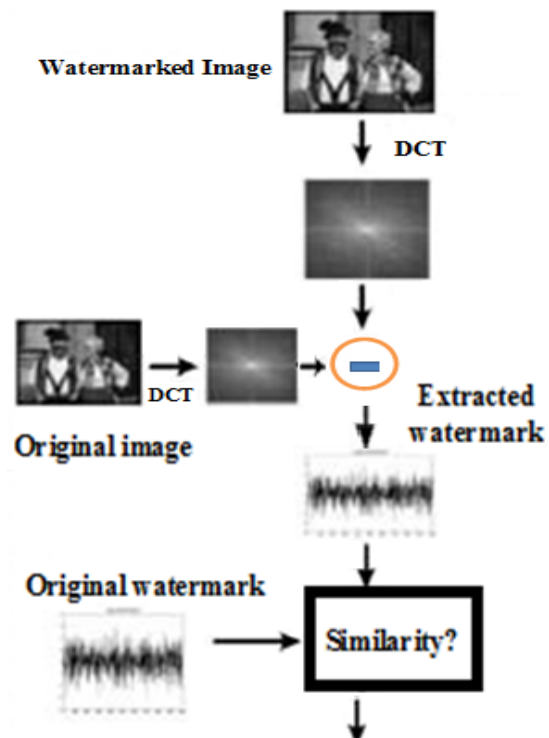 Watermarked Image
DCT
DCT
Original image
Extracted
watermark
Original watermark
Similarity?